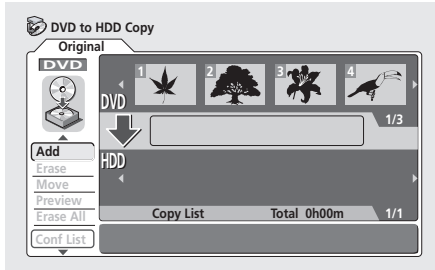 DVD to HDD Copy
Original
DVD
1 2 3 4
DVD
1/3
Add
HDD
Erase
Move
Preview
Erase All
Copy List Total 0h00m 1/1
Conf List